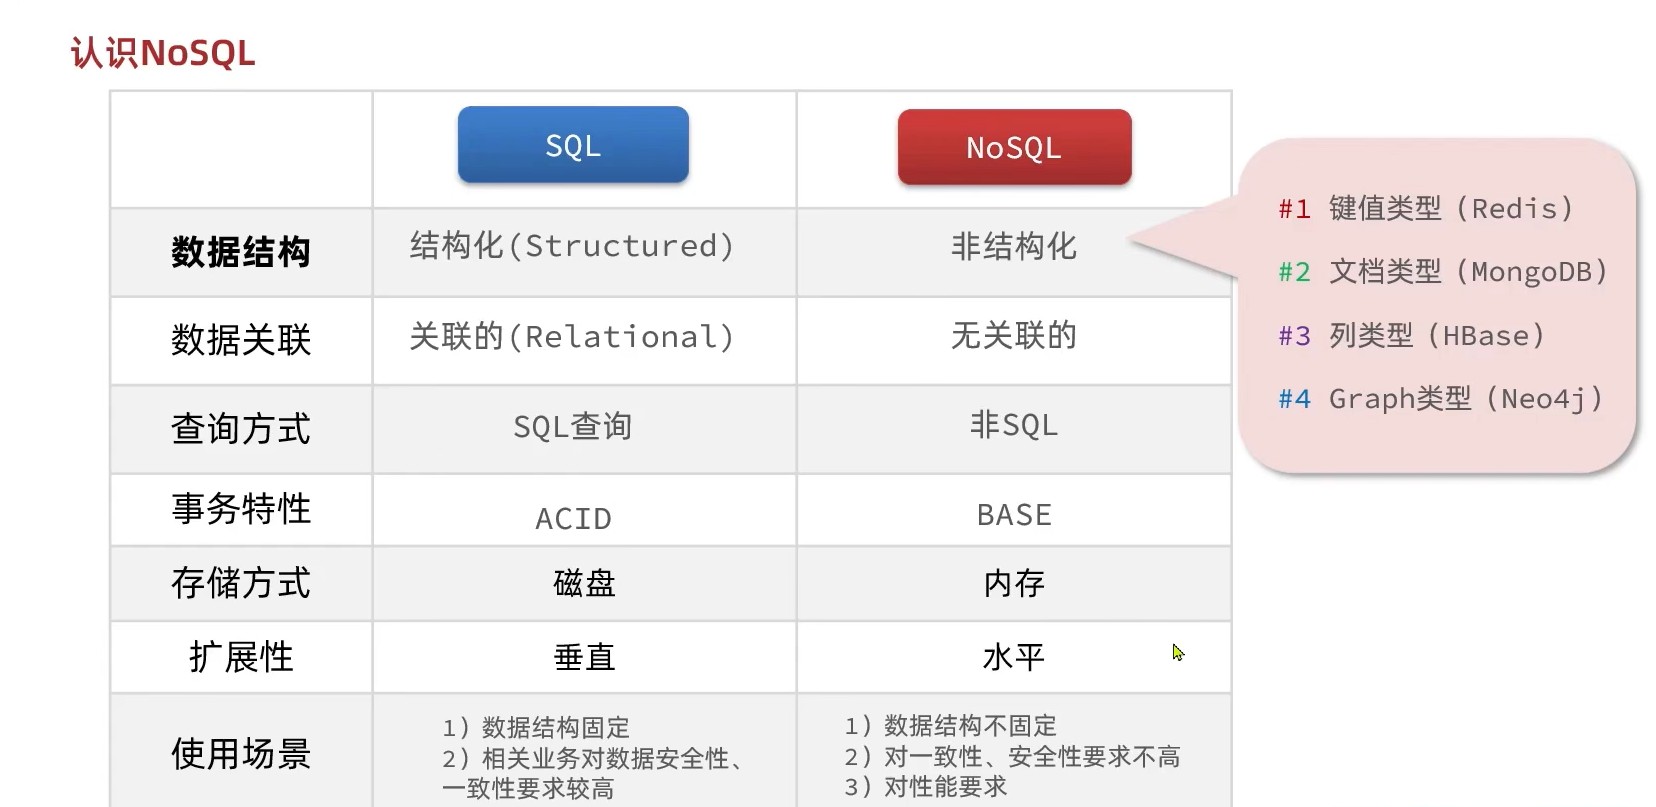 认识NoSQL
SQL
NoSQL
数据结构
结构化(Structured)
非结构化
#1 键值类型（Redis）
#2 文档类型（MongoDB）
#3 列类型（HBase）
#4 Graph类型（Neo4j）
数据关联
关联的(Relational)
无关联的
查询方式
SQL查询
非SQL
事务特性
ACID
BASE
存储方式
磁盘
内存
扩展性
垂直
水平
使用场景
1）数据结构固定
2）相关业务对数据安全性、
一致性要求较高
1）数据结构不固定
2）对一致性、安全性要求不高
3）对性能要求